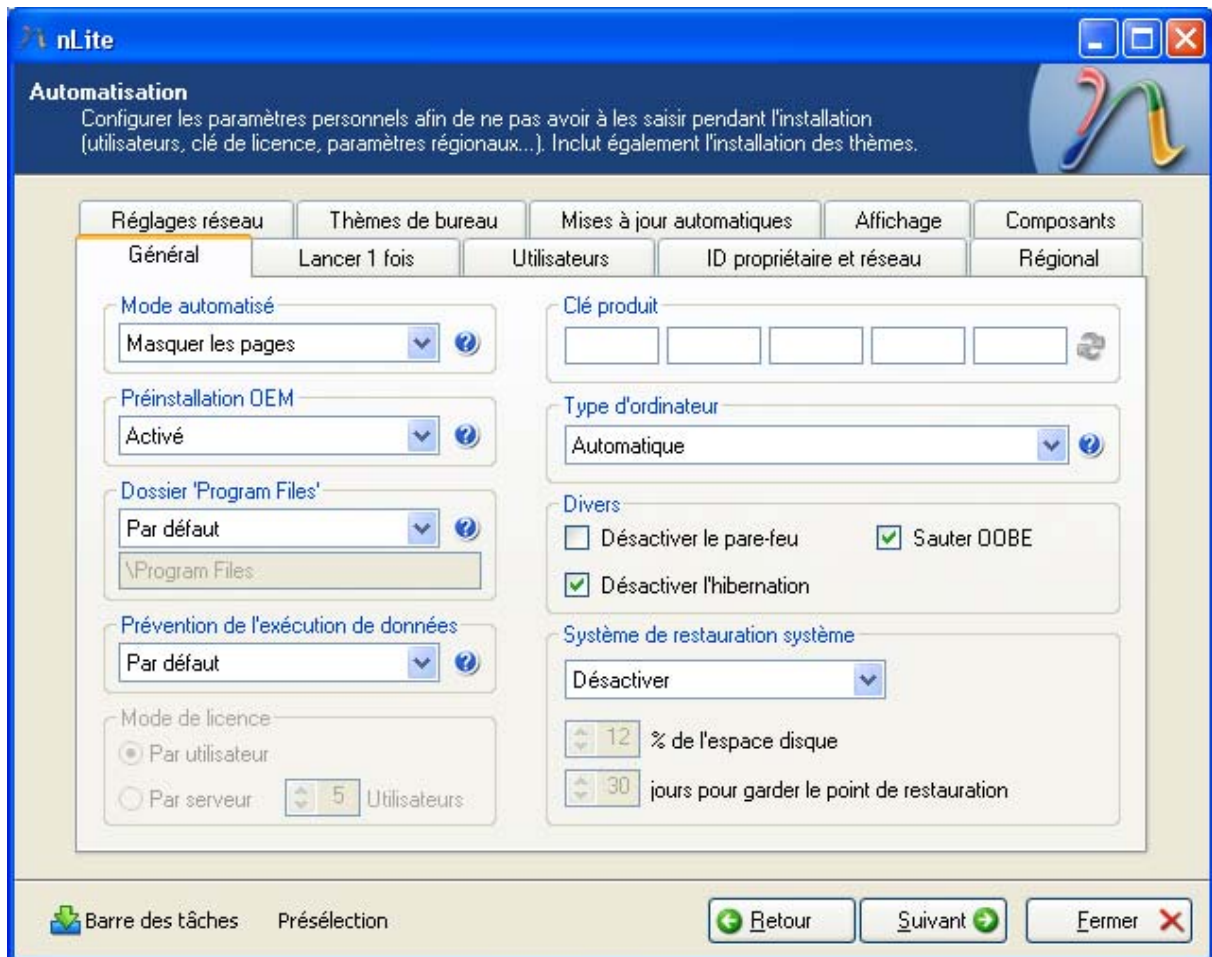 nLite
Automatisation
Configurer les paramètres personnels afin de ne pas avoir à les saisir pendant l'installation
(utilisateurs, clé de licence, paramètres régionaux...). Inclut également l'installation des thèmes.
Réglages réseau
Thèmes de bureau
Mises à jour automatiques
Affichage
Composants
Général
Lancer 1 fois
Utilisateurs
ID propriétaire et réseau
Régional
Mode automatisé
Masquer les pages
Préinstallation OEM
Activé
Dossier 'Program Files'
Par défaut
\Program Files
Prévention de l'exécution de données
Par défaut
Mode de licence
Par utilisateur
Par serveur
5
Utilisateurs
Clé produit
Type d'ordinateur
Automatique
Divers
Désactiver le pare-feu
Sauter OOBE
Désactiver l'hibernation
Système de restauration système
Désactiver
12 % de l'espace disque
30 jours pour garder le point de restauration
Barre des tâches
Présélection
Retour
Suivant
Fermer